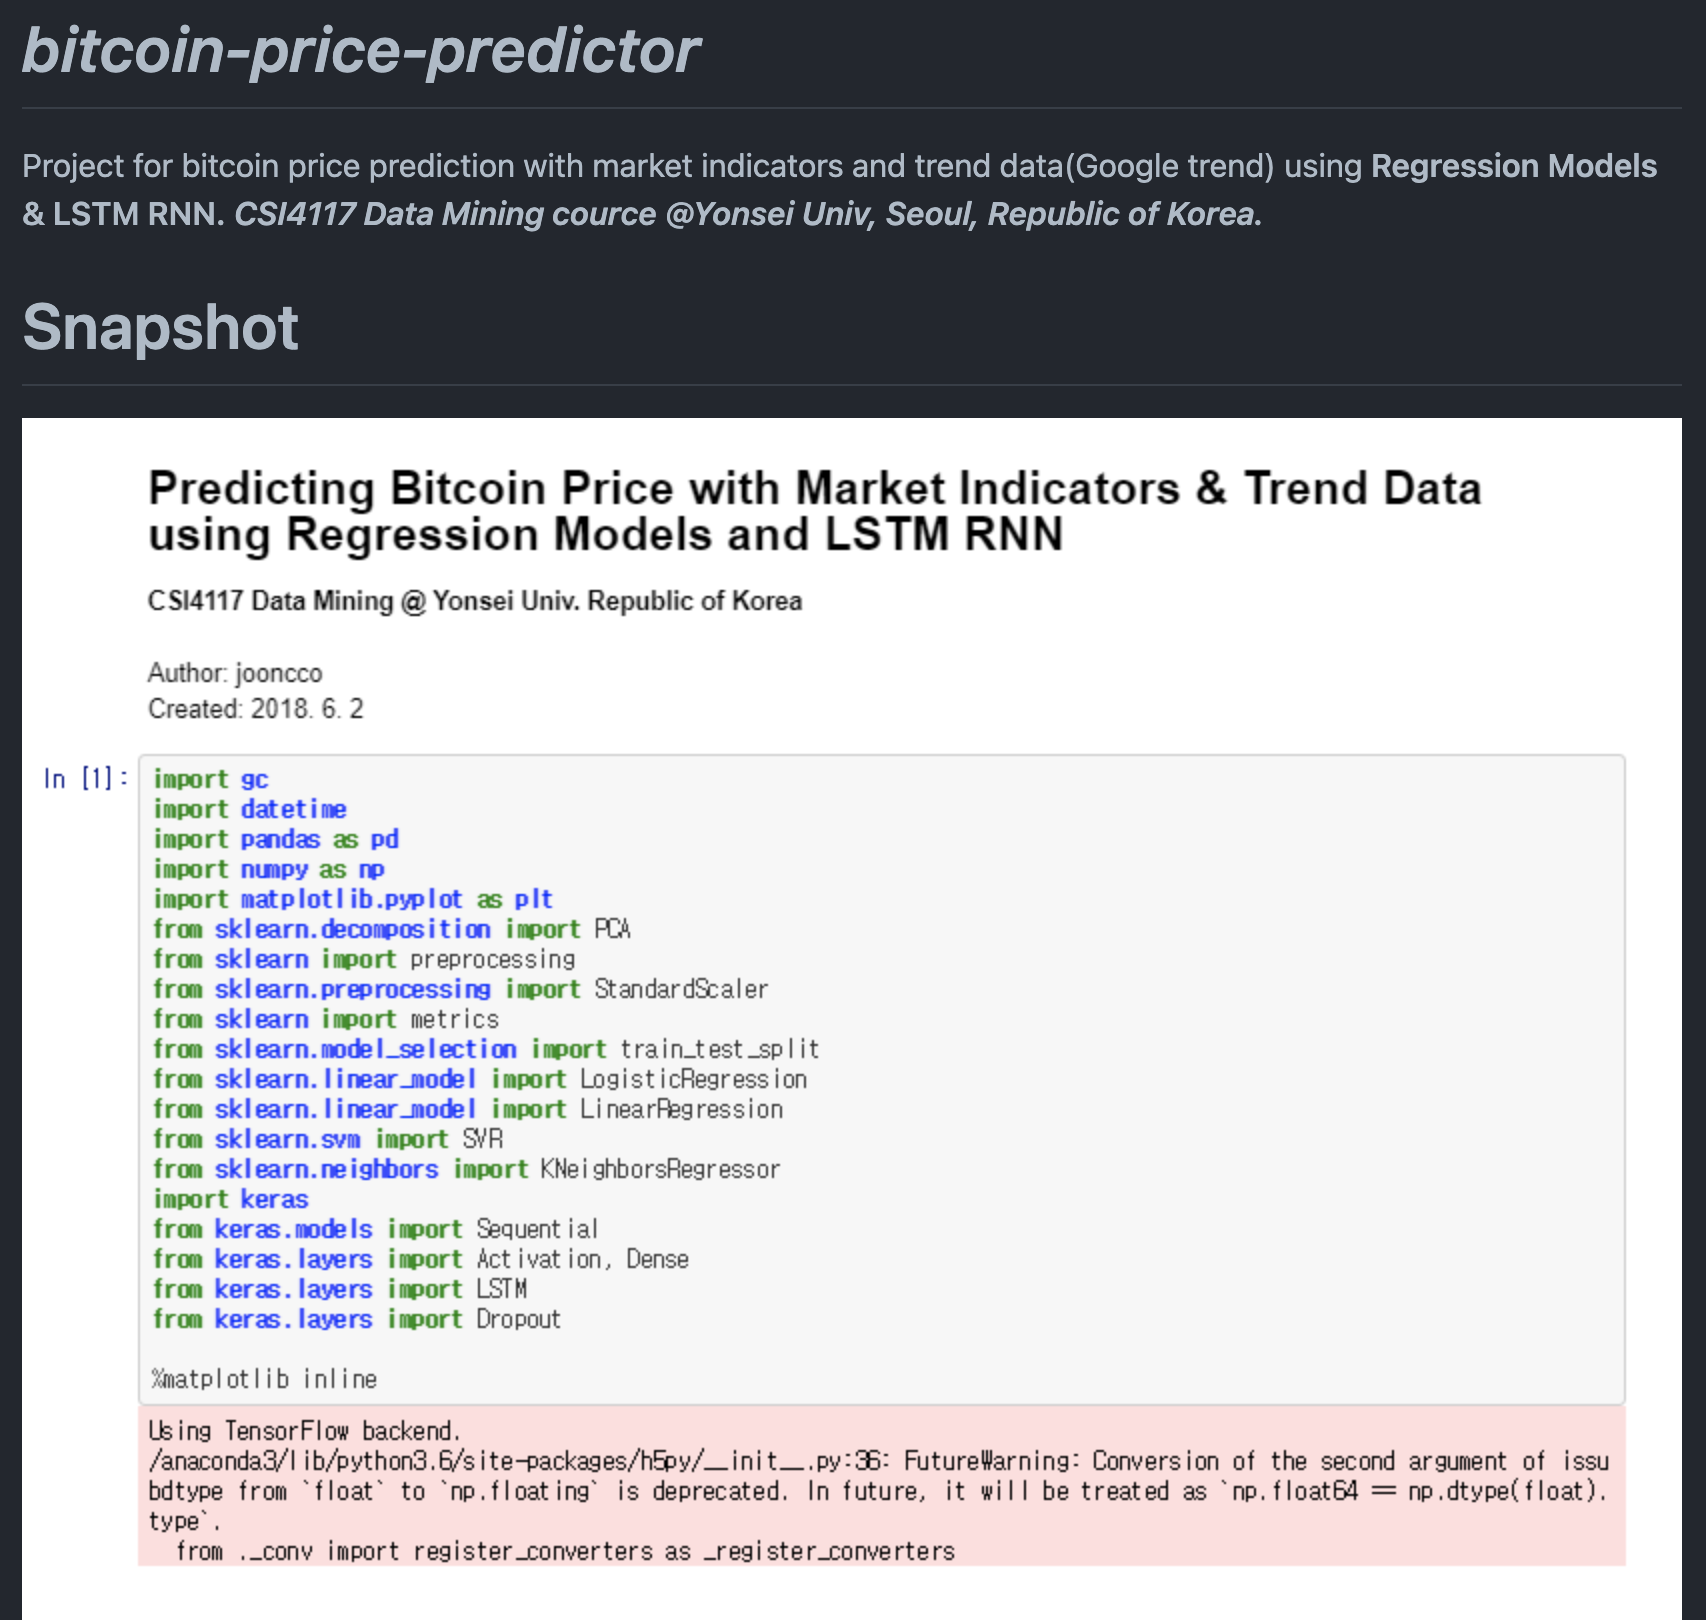 bitcoin-price-predictor
Project for bitcoin price prediction with market indicators and trend data(Google trend) using Regression Models
& LSTM RNN. CSI4117 Data Mining cource @Yonsei Univ, Seoul, Republic of Korea.
Snapshot
Predicting Bitcoin Price with Market Indicators & Trend Data
using Regression Models and LSTM RNN
CSI4117 Data Mining @ Yonsei Univ. Republic of Korea
Author: jooncco
Created: 2018. 6. 2
In [1]: import gc
import datetime
import pandas as pd
import numpy as np
import matplotlib.pyplot as plt
from sklearn.decomposition import PCA
from sklearn import preprocessing
from sklearn.preprocessing import StandardScaler
from sklearn import metrics
from sklearn.model_selection import train_test_split
from sklearn.linear_model import LogisticRegression
from sklearn.linear_model import LinearRegression
from sklearn.svm import SVR
from sklearn.neighbors import KNeighborsRegressor
import keras
from keras.models import Sequential
from keras.layers import Activation, Dense
from keras.layers import LSTM
from keras.layers import Dropout
%matplotlib inline
Using TensorFlow backend.
/anaconda3/lib/python3.6/site-packages/h5py/__init__.py:36: FutureWarning: Conversion of the second argument of issu
bdtype from `float` to `np.floating` is deprecated. In future, it will be treated as `np.float64 == np.dtype(float).
type`.
from ._conv import register_converters as _register_converters